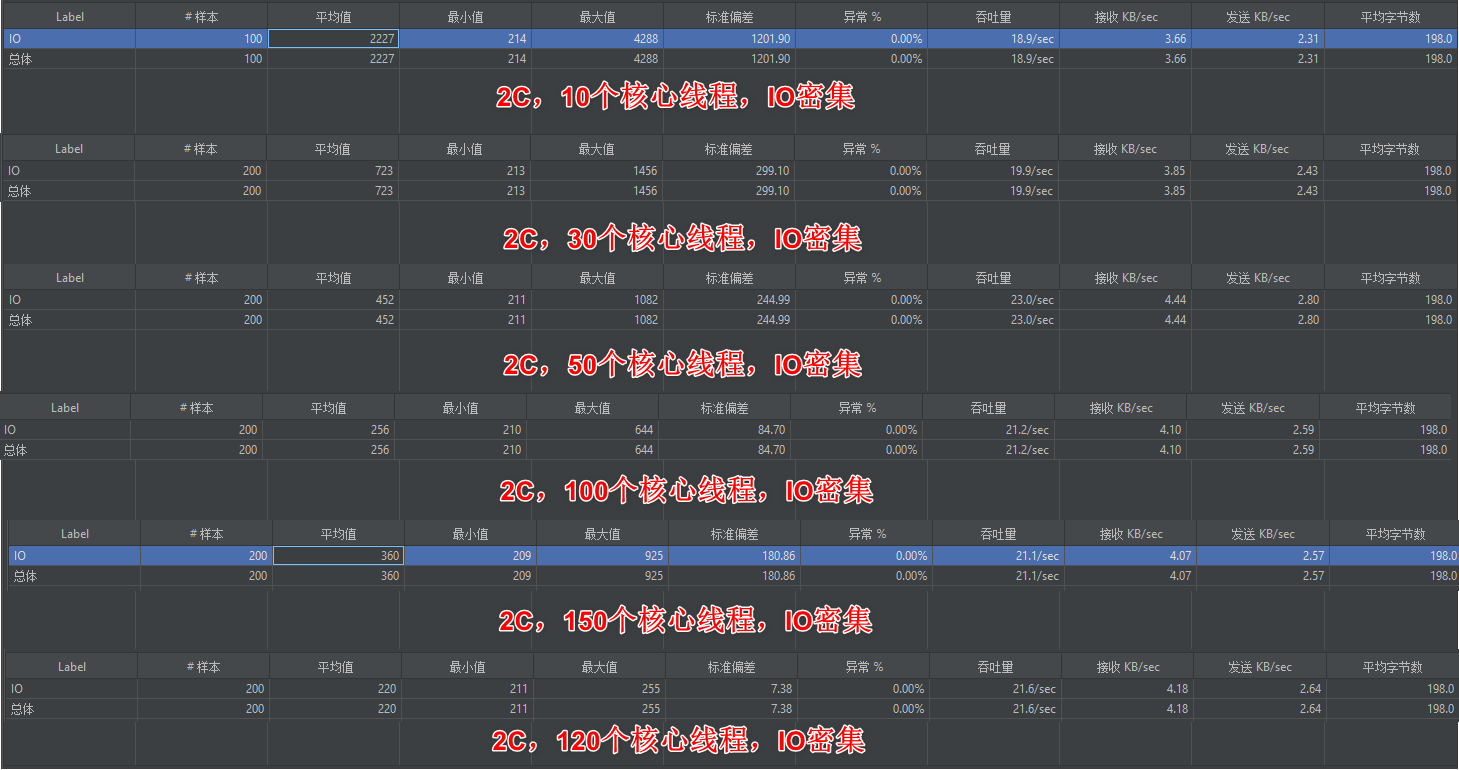 Label # 样本 平均值 最小值 最大值 标准偏差 异常 % 吞吐量 接收 KB/sec 发送 KB/sec 平均字节数
IO 100 2227 214 4288 1201.90 0.00% 18.9/sec 3.66 2.31 198.0
总体 100 2227 214 4288 1201.90 0.00% 18.9/sec 3.66 2.31 198.0
2C，10个核心线程，IO密集
Label # 样本 平均值 最小值 最大值 标准偏差 异常 % 吞吐量 接收 KB/sec 发送 KB/sec 平均字节数
IO 200 723 213 1456 299.10 0.00% 19.9/sec 3.85 2.43 198.0
总体 200 723 213 1456 299.10 0.00% 19.9/sec 3.85 2.43 198.0
2C，30个核心线程，IO密集
Label # 样本 平均值 最小值 最大值 标准偏差 异常 % 吞吐量 接收 KB/sec 发送 KB/sec 平均字节数
IO 200 452 211 1082 244.99 0.00% 23.0/sec 4.44 2.80 198.0
总体 200 452 211 1082 244.99 0.00% 23.0/sec 4.44 2.80 198.0
2C，50个核心线程，IO密集
Label # 样本 平均值 最小值 最大值 标准偏差 异常 % 吞吐量 接收 KB/sec 发送 KB/sec 平均字节数
IO 200 256 210 644 84.70 0.00% 21.2/sec 4.10 2.59 198.0
总体 200 256 210 644 84.70 0.00% 21.2/sec 4.10 2.59 198.0
2C，100个核心线程，IO密集
Label # 样本 平均值 最小值 最大值 标准偏差 异常 % 吞吐量 接收 KB/sec 发送 KB/sec 平均字节数
IO 200 360 209 925 180.86 0.00% 21.1/sec 4.07 2.57 198.0
总体 200 360 209 925 180.86 0.00% 21.1/sec 4.07 2.57 198.0
2C，150个核心线程，IO密集
Label # 样本 平均值 最小值 最大值 标准偏差 异常 % 吞吐量 接收 KB/sec 发送 KB/sec 平均字节数
IO 200 220 211 255 7.38 0.00% 21.6/sec 4.18 2.64 198.0
总体 200 220 211 255 7.38 0.00% 21.6/sec 4.18 2.64 198.0
2C，120个核心线程，IO密集